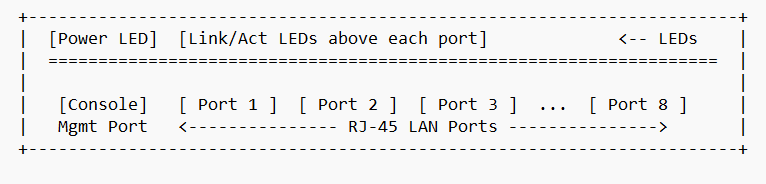 +-----------------------------------------------------------------------+
|  [Power LED]  [Link/Act LEDs above each port]             <-- LEDs    |
|  ===================================================================  |
|                                                                       |
|   [Console]   [ Port 1 ]  [ Port 2 ]  [ Port 3 ]  ...  [ Port 8 ]     |
|   Mgmt Port   <--------------- RJ-45 LAN Ports --------------->       |
+-----------------------------------------------------------------------+